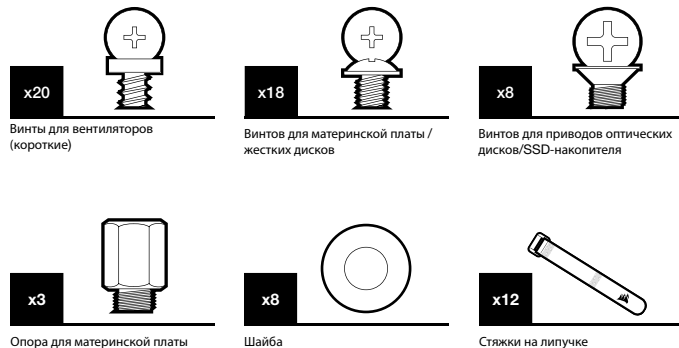 x20
x18
x8
Винты для вентиляторов
(короткие)
Винтов для материнской платы /
жестких дисков
Винтов для приводов оптических
дисков/SSD-накопителя
x3
x8
x12
Опора для материнской платы
Шайба
Стяжки на липучке